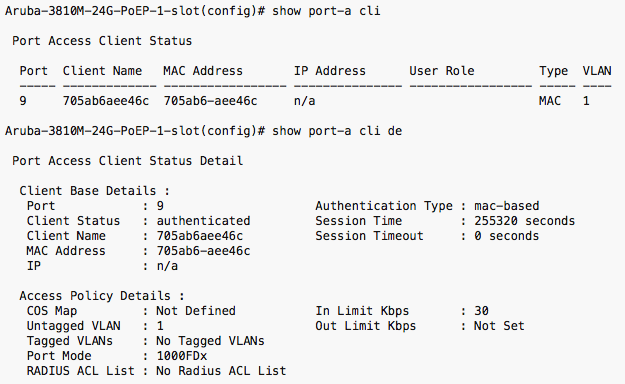 Aruba-3810M-24G-PoEP-1-slot(config)# show port-a cli
Port Access Client Status
Port Client Name MAC Address IP Address User Role Type VLAN
----- ------------- ----------------- --------------- ----------------- ----- ----
9 705ab6aee46c 705ab6-aee46c n/a MAC 1
Aruba-3810M-24G-PoEP-1-slot(config)# show port-a cli de
Port Access Client Status Detail
Client Base Details :
Port : 9 Authentication Type : mac-based
Client Status : authenticated Session Time : 255320 seconds
Client Name : 705ab6aee46c Session Timeout : 0 seconds
MAC Address : 705ab6-aee46c
IP : n/a
Access Policy Details :
COS Map : Not Defined In Limit Kbps : 30
Untagged VLAN : 1 Out Limit Kbps : Not Set
Tagged VLANs : No Tagged VLANs
Port Mode : 1000FDx
RADIUS ACL List : No Radius ACL List